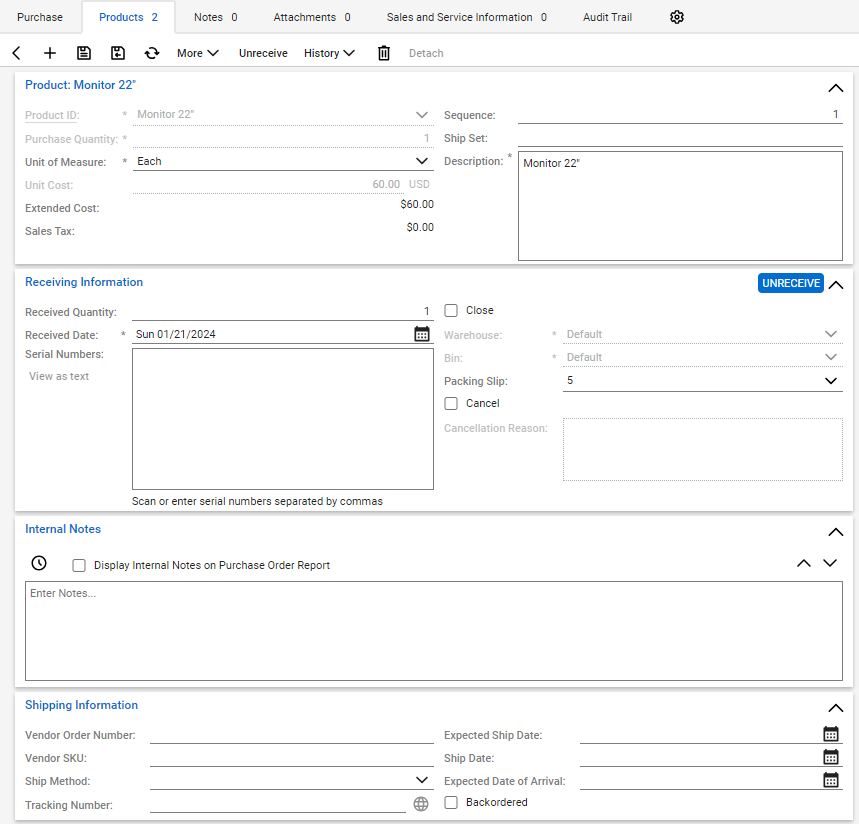 Purchase Products 2 Notes 0 Attachments 0 Sales and Service Information 0 Audit Trail
More Unreceive History Detach
Product: Monitor 22"
Product ID: * Monitor 22"
Purchase Quantity: * 1
Unit of Measure: * Each
Unit Cost: 60.00 USD
Extended Cost: $60.00
Sales Tax: $0.00
Sequence: 1
Ship Set:
Description: * Monitor 22"
Receiving Information UNRECEIVE
Received Quantity: 1
Received Date: * Sun 01/21/2024
Serial Numbers:
View as text
Scan or enter serial numbers separated by commas
Close
Warehouse: * Default
Bin: * Default
Packing Slip: 5
Cancel
Cancellation Reason:
Internal Notes
Display Internal Notes on Purchase Order Report
Enter Notes...
Shipping Information
Vendor Order Number:
Vendor SKU:
Ship Method:
Tracking Number:
Expected Ship Date:
Ship Date:
Expected Date of Arrival:
Backordered